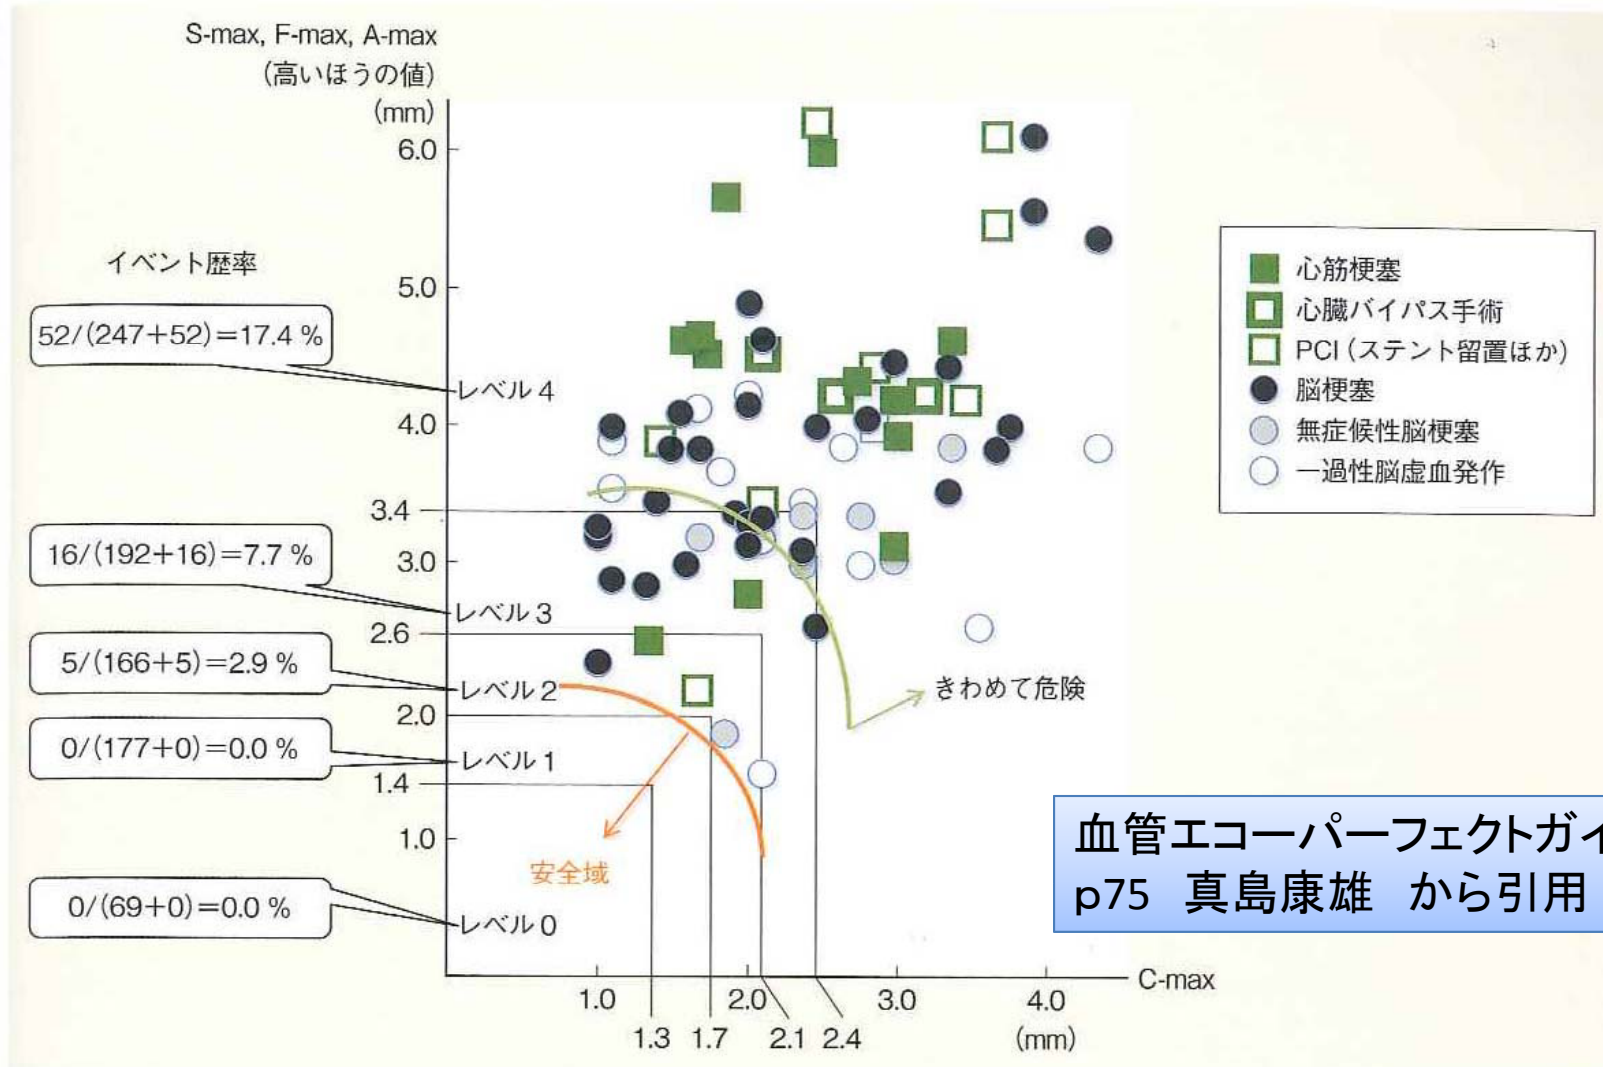 S-max, F-max, A-max
(高いほうの値)
(mm)
6.0
5.0
4.0
3.4
3.0
2.6
2.0
1.4
1.0
イベント歴率
52/(247+52)=17.4 %
レベル 4
16/(192+16)=7.7 %
レベル 3
5/(166+5)=2.9 %
レベル 2
0/(177+0)=0.0 %
レベル 1
0/(69+0)=0.0 %
レベル 0
心筋梗塞
心臓バイパス手術
PCI (ステント留置ほか)
脳梗塞
無症候性脳梗塞
一過性脳虚血発作
きわめて危険
安全域
血管エコーパーフェクトガイ
p75 真島康雄 から引用
C-max
1.0 2.0 3.0 4.0
1.3 1.7 2.1 2.4 (mm)